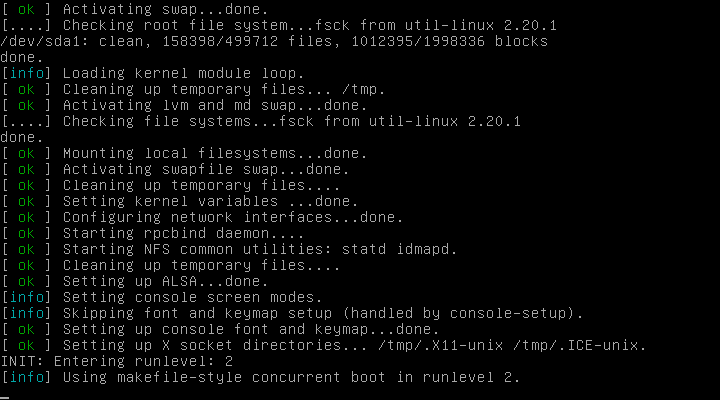 [ ok ] Activating swap...done.
[....] Checking root file system...fsck from util-linux 2.20.1
/dev/sda1: clean, 158398/499712 files, 1012395/1998336 blocks
done.
[info] Loading kernel module loop.
[ ok ] Cleaning up temporary files... /tmp.
[ ok ] Activating lvm and md swap...done.
[....] Checking file systems...fsck from util-linux 2.20.1
done.
[ ok ] Mounting local filesystems...done.
[ ok ] Activating swapfile swap...done.
[ ok ] Cleaning up temporary files....
[ ok ] Setting kernel variables ...done.
[ ok ] Configuring network interfaces...done.
[ ok ] Starting rpcbind daemon....
[ ok ] Starting NFS common utilities: statd idmapd.
[ ok ] Cleaning up temporary files....
[ ok ] Setting up ALSA...done.
[info] Setting console screen modes.
[info] Skipping font and keymap setup (handled by console-setup).
[ ok ] Setting up console font and keymap...done.
[ ok ] Setting up X socket directories... /tmp/.X11-unix /tmp/.ICE-unix.
INIT: Entering runlevel: 2
[info] Using makefile-style concurrent boot in runlevel 2.